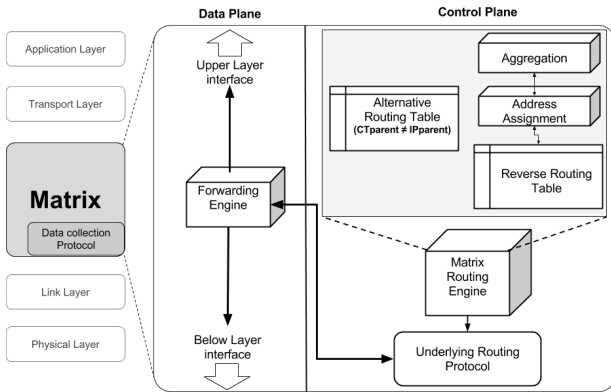 Data Plane
Control Plane
Application Layer
Transport Layer
Matrix
Data collection
Protocol
Link Layer
Physical Layer
Upper Layer
interface
Forwarding
Engine
Below Layer
interface
Alternative
Routing Table
(CTparent ≠ IPparent)
Aggregation
Address
Assignment
Reverse Routing
Table
Matrix
Routing
Engine
Underlying Routing
Protocol